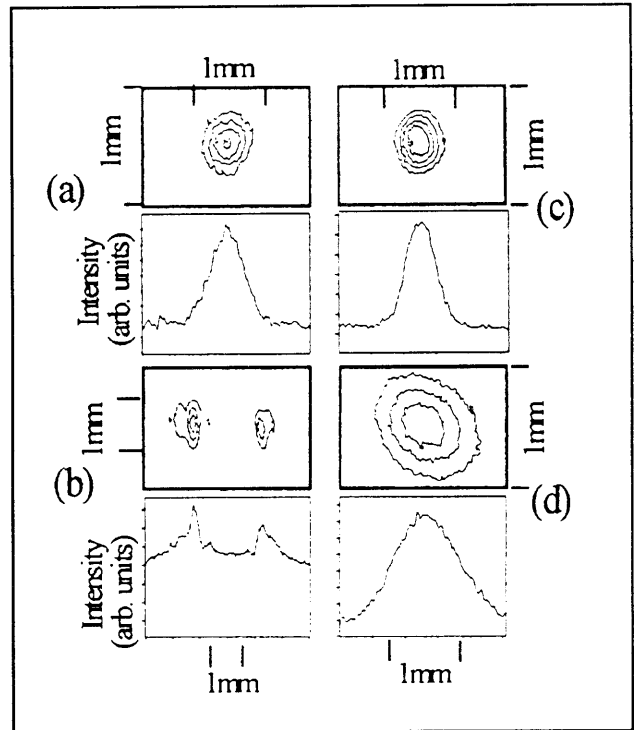 1mm 1mm
1mm 1mm
(a) (c)
Intensity
(arb. units)
1mm 1mm
(b) (d)
Intensity
(arb. units)
1mm 1mm